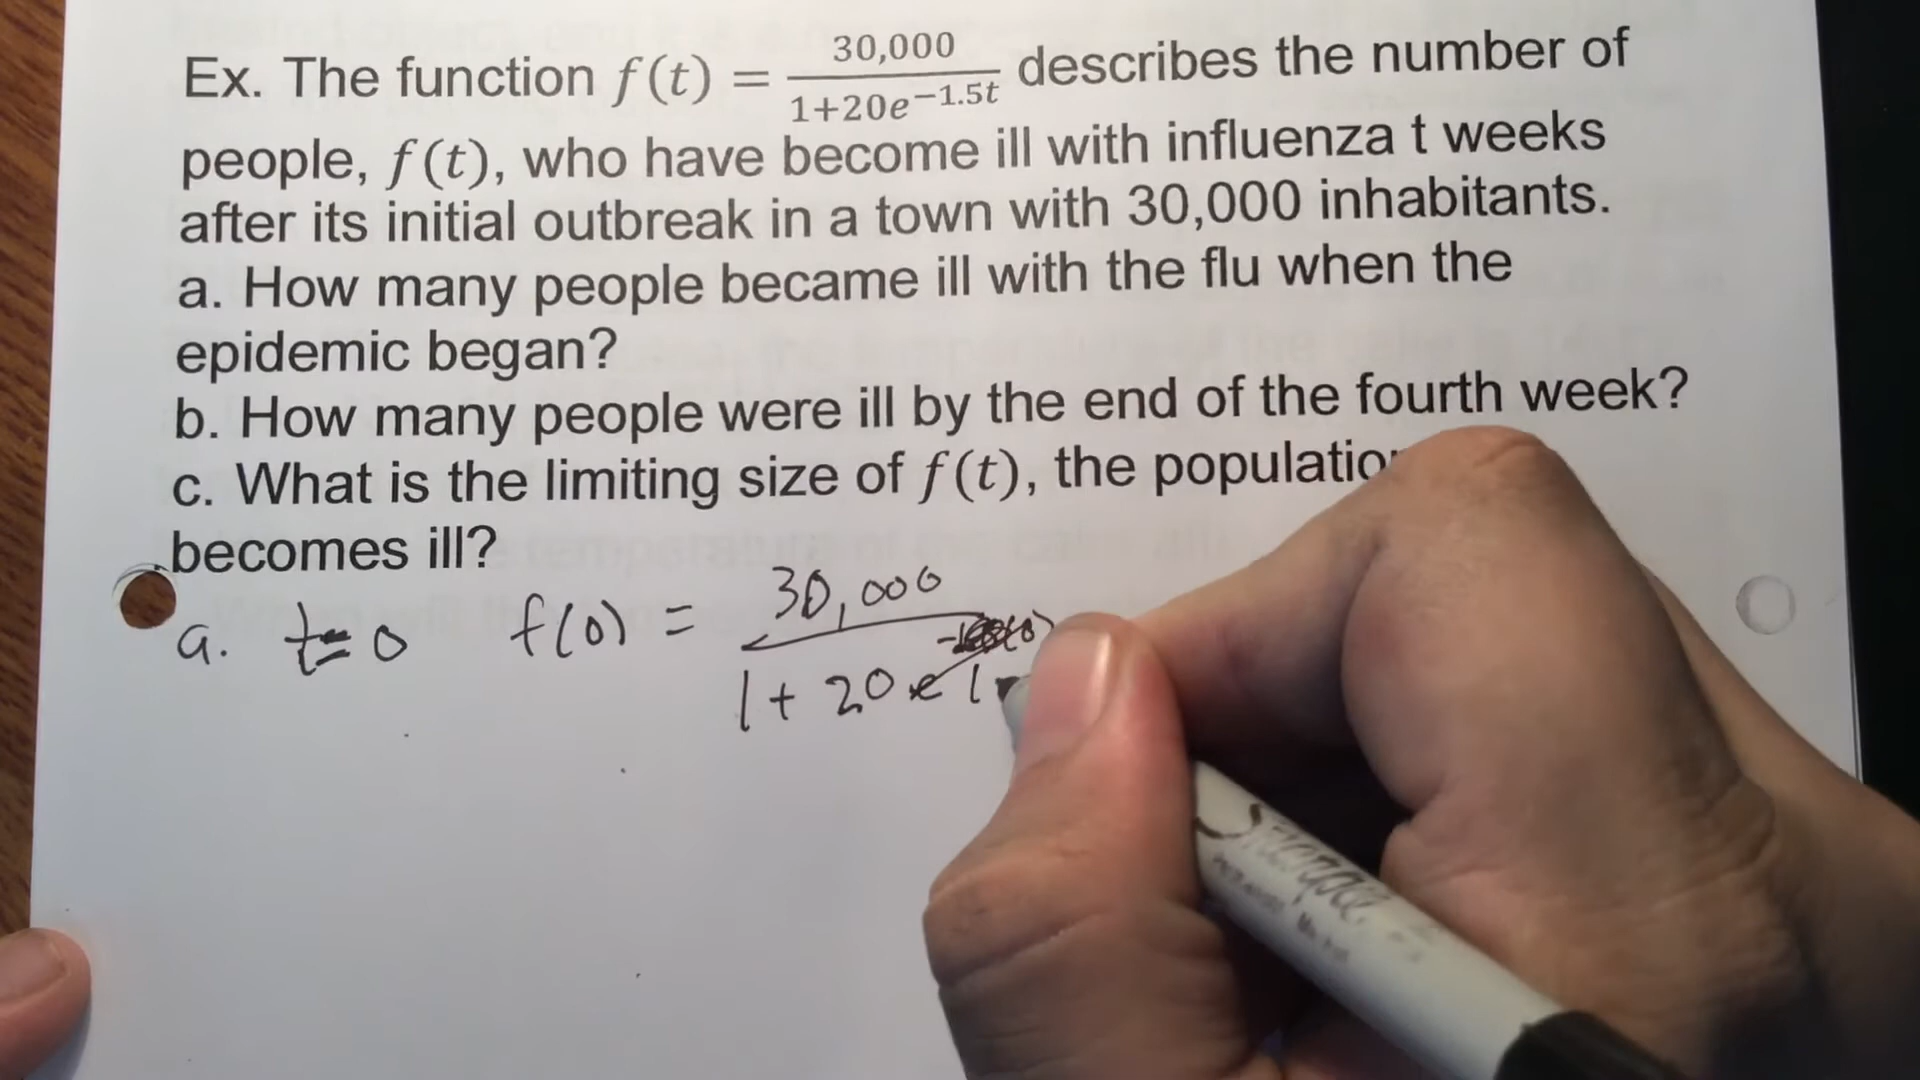 Ex. The function f(t) = 30,000 / 1+20e^−1.5t describes the number of
people, f(t), who have become ill with influenza t weeks
after its initial outbreak in a town with 30,000 inhabitants.
a. How many people became ill with the flu when the
epidemic began?
b. How many people were ill by the end of the fourth week?
c. What is the limiting size of f(t), the
becomes ill?
a. t=0 f(0) = 30,000 / 1+20e 1